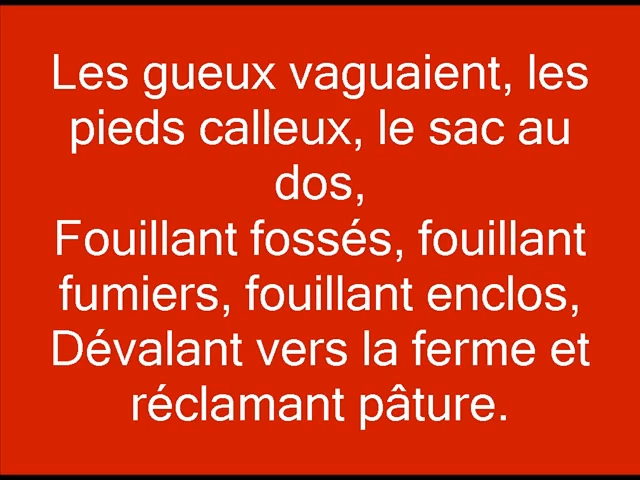 Les gueux vaguaient, les
pieds calleux, le sac au
dos,
Fouillant fossés, fouillant
fumiers, fouillant enclos,
Dévalant vers la ferme et
réclamant pâture.